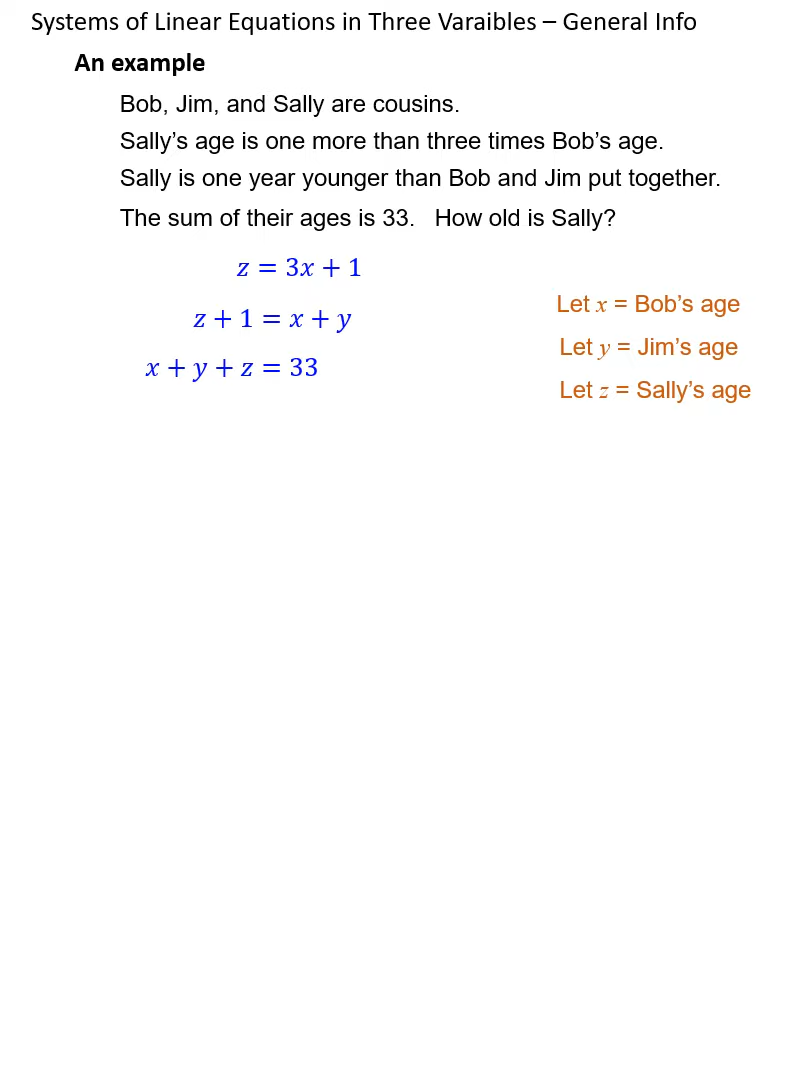 Systems of Linear Equations in Three Varaibles – General Info
An example
Bob, Jim, and Sally are cousins.
Sally’s age is one more than three times Bob’s age.
Sally is one year younger than Bob and Jim put together.
The sum of their ages is 33. How old is Sally?
z = 3x + 1
z + 1 = x + y
x + y + z = 33
Let x = Bob’s age
Let y = Jim’s age
Let z = Sally’s age